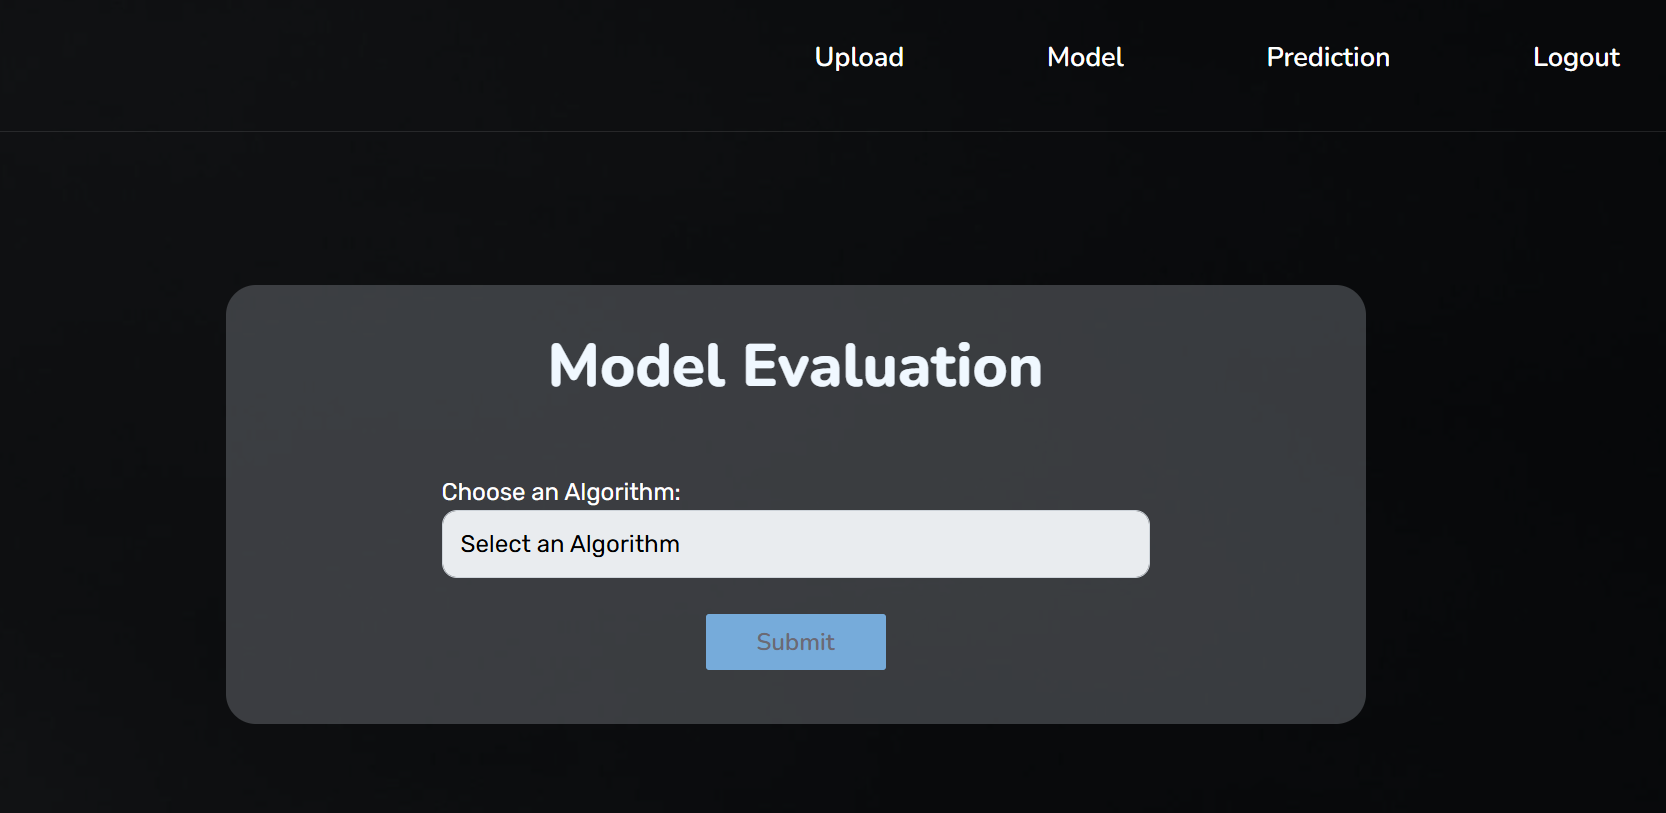 Upload Model Prediction Logout
Model Evaluation
Choose an Algorithm:
Select an Algorithm
Submit